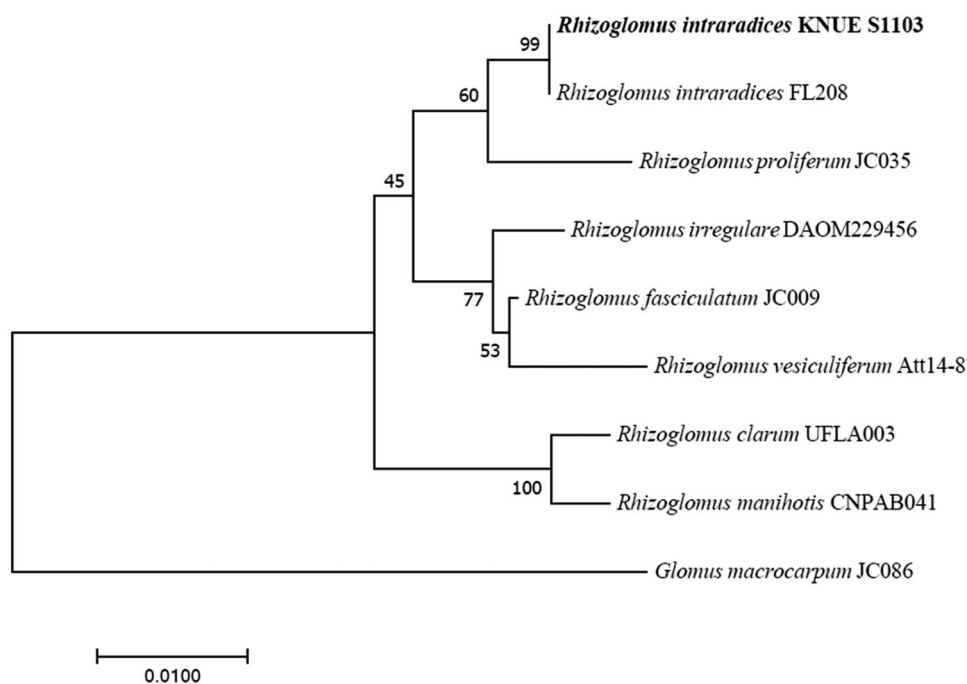 Rhizoglomus intraradices KNUE S1103
99
Rhizoglomus intraradices FL208
60
Rhizoglomus proliferum JC035
45
Rhizoglomus irregulare DAOM229456
77
Rhizoglomus fasciculatum JC009
53
Rhizoglomus vesiculiferum Att14-8
Rhizoglomus clarum UFLA003
100
Rhizoglomus manihotis CNPAB041
Glomus macrocarpum JC086
0.0100